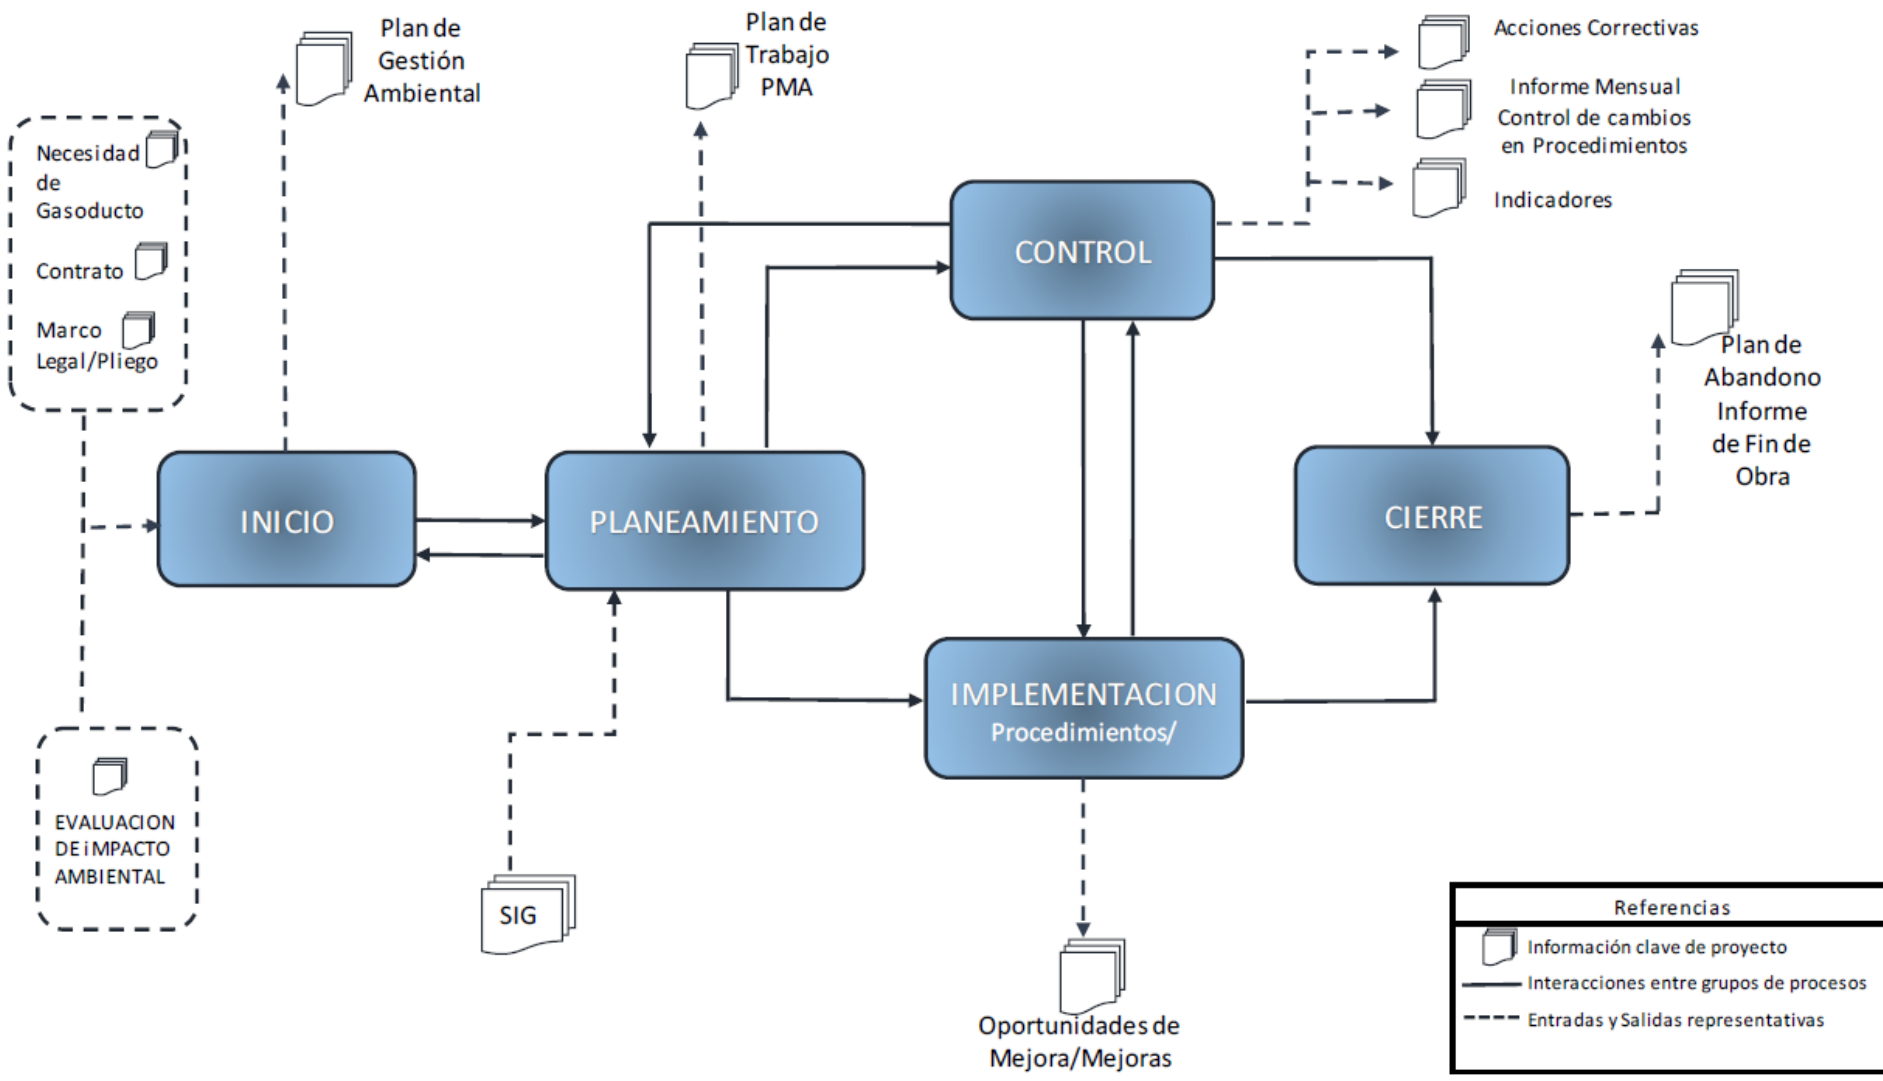 Plan de
Gestión
Ambiental
Plan de
Trabajo
PMA
Acciones Correctivas
Informe Mensual
Control de cambios
en Procedimientos
Indicadores
Necesidad
de
Gasoducto
Contrato
Marco
Legal/Pliego
CONTROL
Plan de
Abandono
Informe
de Fin de
Obra
INICIO
PLANEAMIENTO
CIERRE
IMPLEMENTACION
Procedimientos/
EVALUACION
DE iMPACTO
AMBIENTAL
SIG
Oportunidades de
Mejora/Mejoras
Referencias
Información clave de proyecto
Interacciones entre grupos de procesos
Entradas y Salidas representativas